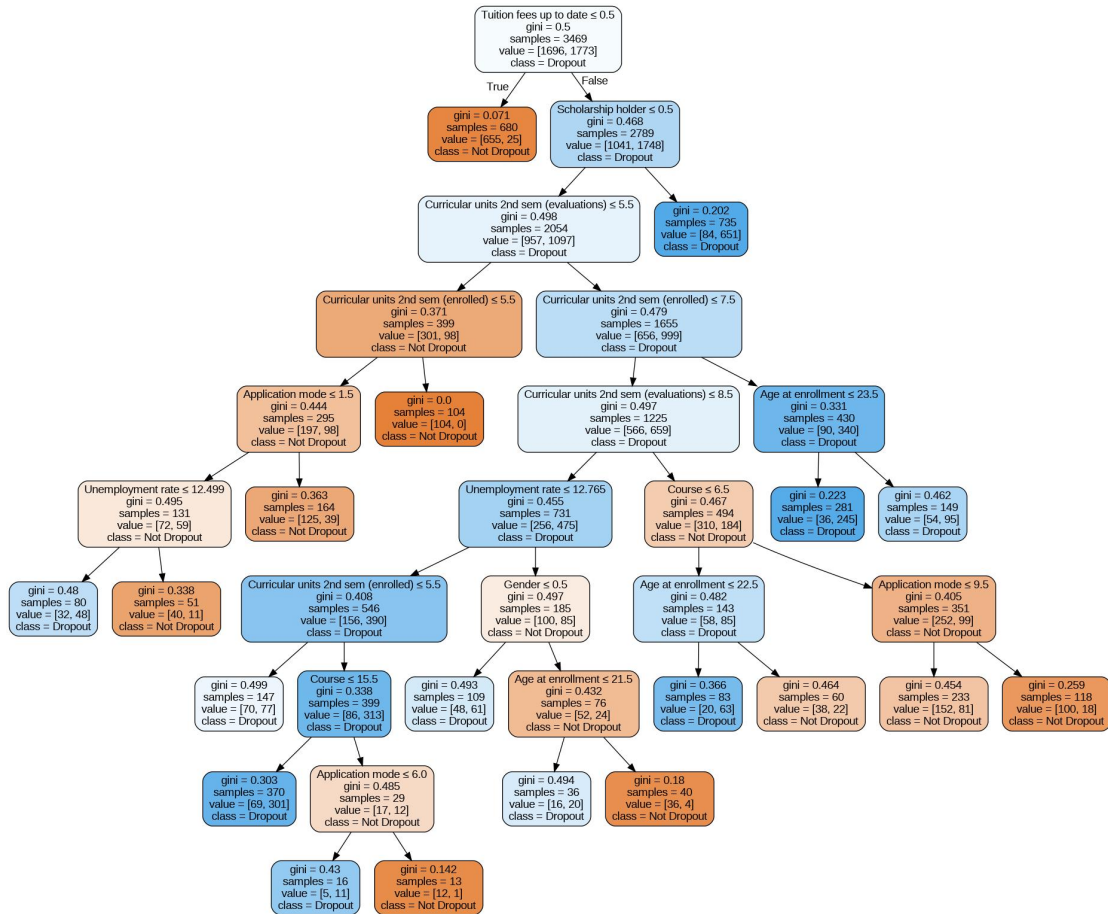 Tuition fees up to date ≤ 0.5
gini = 0.5
samples = 3469
value = [1696, 1773]
class = Dropout
True
False
gini = 0.071
samples = 680
value = [655, 25]
class = Not Dropout
Scholarship holder ≤ 0.5
gini = 0.468
samples = 2789
value = [1041, 1748]
class = Dropout
Curricular units 2nd sem (evaluations) ≤ 5.5
gini = 0.498
samples = 2054
value = [957, 1097]
class = Dropout
gini = 0.202
samples = 735
value = [84, 651]
class = Dropout
Curricular units 2nd sem (enrolled) ≤ 5.5
gini = 0.371
samples = 399
value = [301, 98]
class = Not Dropout
Curricular units 2nd sem (enrolled) ≤ 7.5
gini = 0.479
samples = 1655
value = [656, 999]
class = Dropout
Application mode ≤ 1.5
gini = 0.444
samples = 295
value = [197, 98]
class = Not Dropout
gini = 0.0
samples = 104
value = [104, 0]
class = Not Dropout
Curricular units 2nd sem (evaluations) ≤ 8.5
gini = 0.497
samples = 1225
value = [566, 659]
class = Dropout
Age at enrollment ≤ 23.5
gini = 0.331
samples = 430
value = [90, 340]
class = Dropout
Unemployment rate ≤ 12.499
gini = 0.495
samples = 131
value = [72, 59]
class = Not Dropout
gini = 0.363
samples = 164
value = [125, 39]
class = Not Dropout
Unemployment rate ≤ 12.765
gini = 0.455
samples = 731
value = [256, 475]
class = Dropout
Course ≤ 6.5
gini = 0.467
samples = 494
value = [310, 184]
class = Not Dropout
gini = 0.223
samples = 281
value = [36, 245]
class = Dropout
gini = 0.462
samples = 149
value = [54, 95]
class = Dropout
gini = 0.48
samples = 80
value = [32, 48]
class = Dropout
gini = 0.338
samples = 51
value = [40, 11]
class = Not Dropout
Curricular units 2nd sem (enrolled) ≤ 5.5
gini = 0.408
samples = 546
value = [156, 390]
class = Dropout
Gender ≤ 0.5
gini = 0.497
samples = 185
value = [100, 85]
class = Not Dropout
Age at enrollment ≤ 22.5
gini = 0.482
samples = 143
value = [58, 85]
class = Dropout
Application mode ≤ 9.5
gini = 0.405
samples = 351
value = [252, 99]
class = Not Dropout
gini = 0.499
samples = 147
value = [70, 77]
class = Dropout
Course ≤ 15.5
gini = 0.338
samples = 399
value = [86, 313]
class = Dropout
gini = 0.493
samples = 109
value = [48, 61]
class = Dropout
Age at enrollment ≤ 21.5
gini = 0.432
samples = 76
value = [52, 24]
class = Not Dropout
gini = 0.366
samples = 83
value = [20, 63]
class = Dropout
gini = 0.464
samples = 60
value = [38, 22]
class = Not Dropout
gini = 0.454
samples = 233
value = [152, 81]
class = Not Dropout
gini = 0.259
samples = 118
value = [100, 18]
class = Not Dropout
gini = 0.303
samples = 370
value = [69, 301]
class = Dropout
Application mode ≤ 6.0
gini = 0.485
samples = 29
value = [17, 12]
class = Not Dropout
gini = 0.494
samples = 36
value = [16, 20]
class = Dropout
gini = 0.18
samples = 40
value = [36, 4]
class = Not Dropout
gini = 0.43
samples = 16
value = [5, 11]
class = Dropout
gini = 0.142
samples = 13
value = [12, 1]
class = Not Dropout